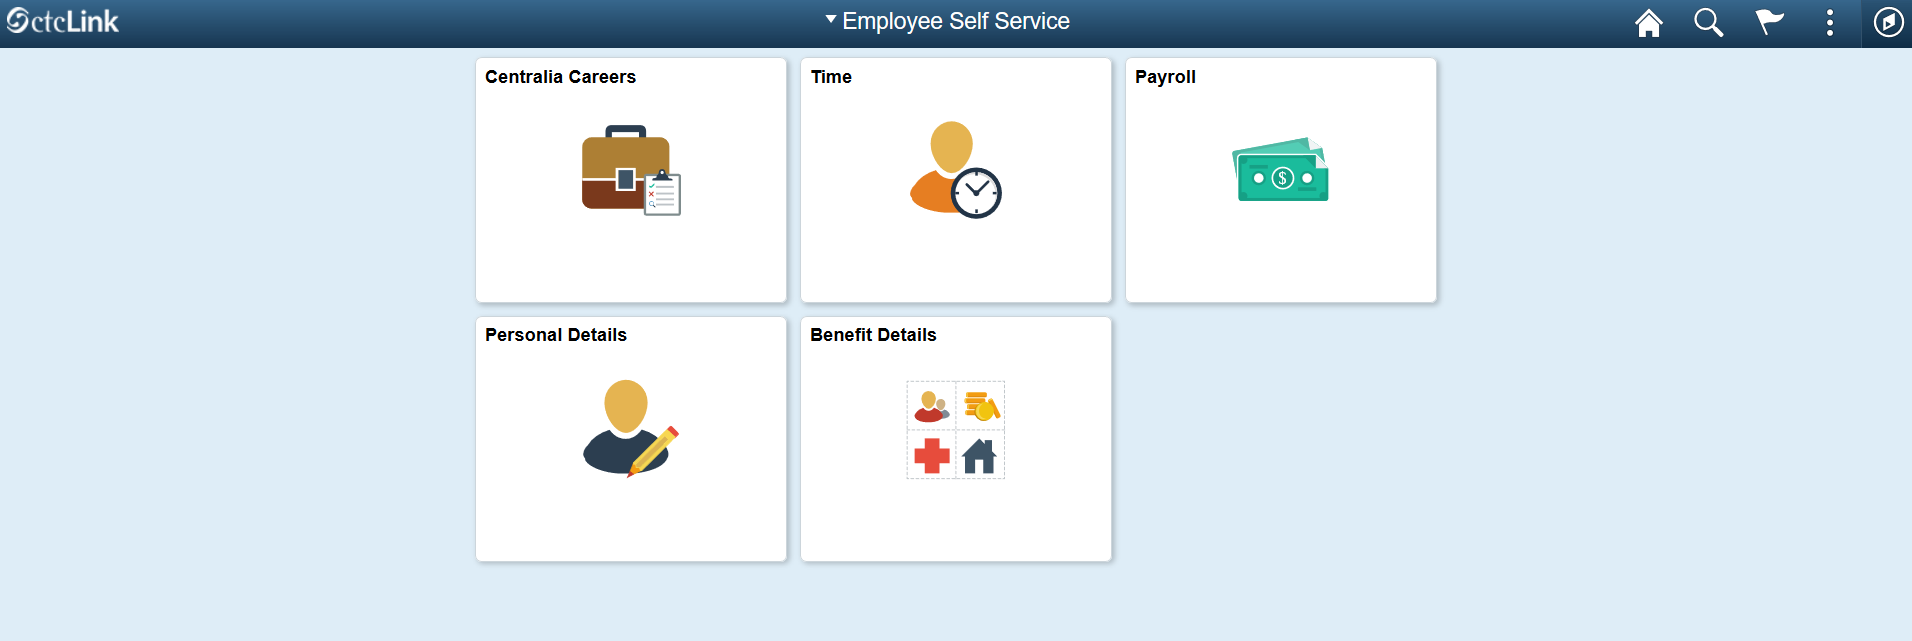 ctcLink
Employee Self Service
Centralia Careers
Time
Payroll
$
Personal Details
Benefit Details